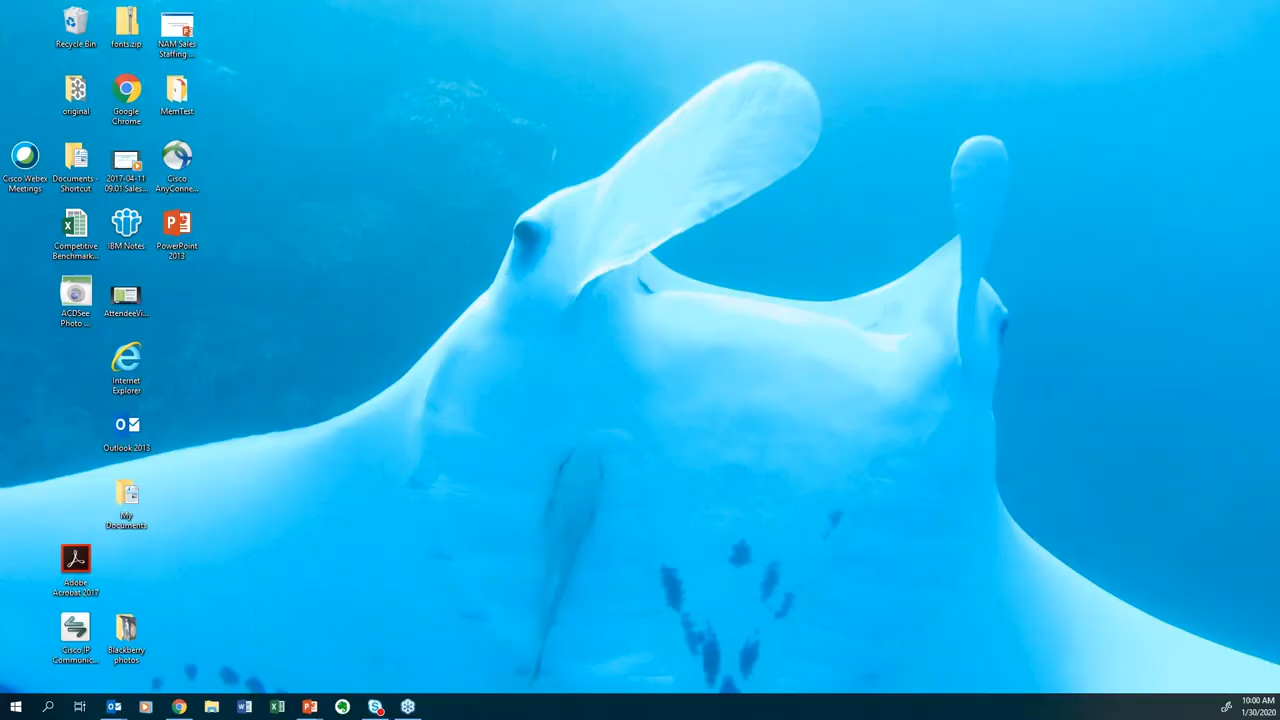 Recycle Bin
fonts.zip
NAM Sales
Staffing ...
original
Google
Chrome
MemTest
Cisco Webex
Meetings
Documents -
Shortcut
2017-04-11
09.01 Sales...
Cisco
AnyConne...
Competitive
Benchmark...
IBM Notes
PowerPoint
2013
ACDSee
Photo ...
AttendeeVi...
Internet
Explorer
Outlook 2013
My
Documents
Adobe
Acrobat 2017
Cisco IP
Communic...
Blackberry
photos
10:00 AM
1/30/2020